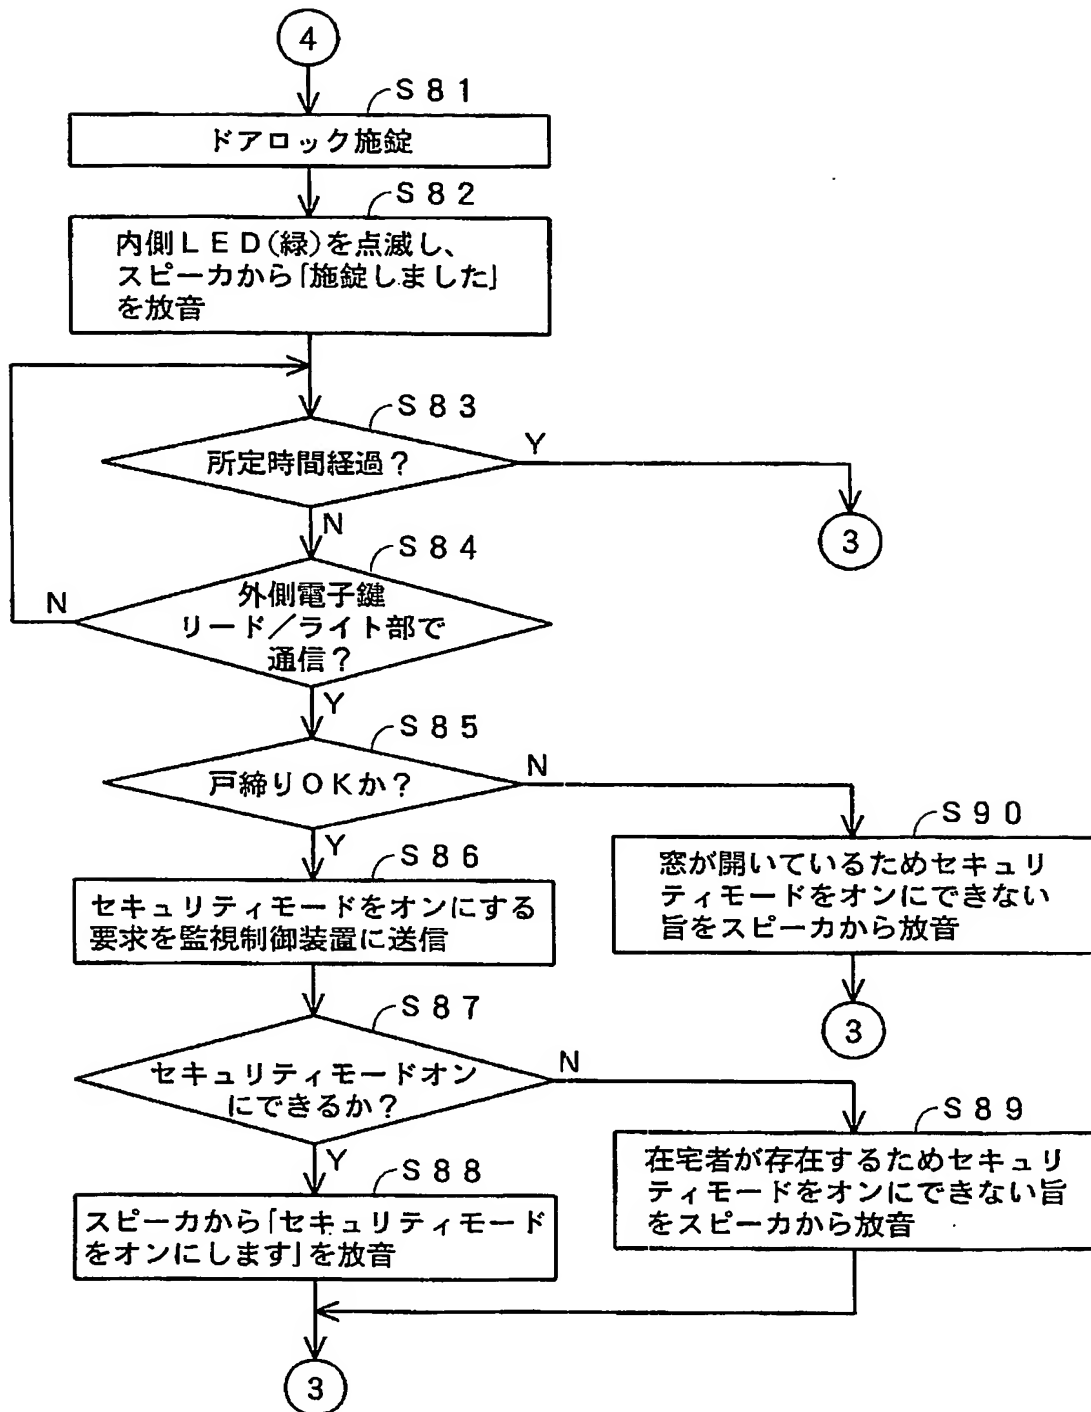 4
S81
ドアロック施錠
S82
内側LED(緑)を点滅し、
スピーカから「施錠しました」
を放音
S83
所定時間経過?
Y
3
N
S84
外側電子鍵
リード/ライト部で
通信?
N
Y
S85
戸締りOKか?
N
S90
窓が開いているためセキュリ
ティモードをオンにできない
旨をスピーカから放音
3
Y
S86
セキュリティモードをオンにする
要求を監視制御装置に送信
S87
セキュリティモードオン
にできるか?
N
S89
在宅者が存在するためセキュリ
ティモードをオンにできない旨
をスピーカから放音
Y
S88
スピーカから「セキュリティモード
をオンにします」を放音
3